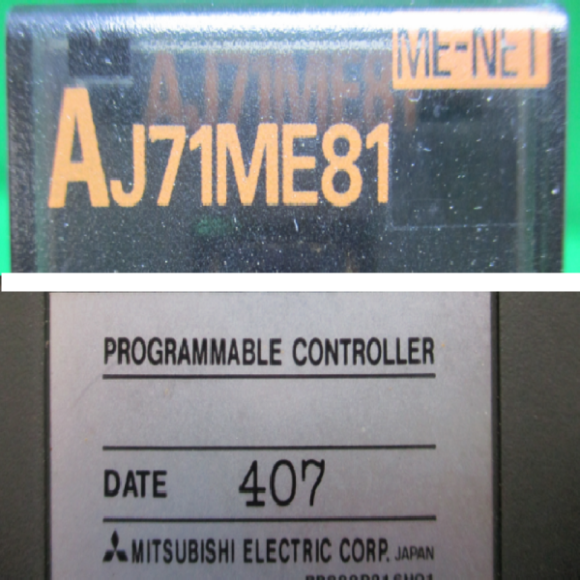 ME-NET
AJ71ME81
PROGRAMMABLE CONTROLLER
DATE 407
MITSUBISHI ELECTRIC CORP. JAPAN